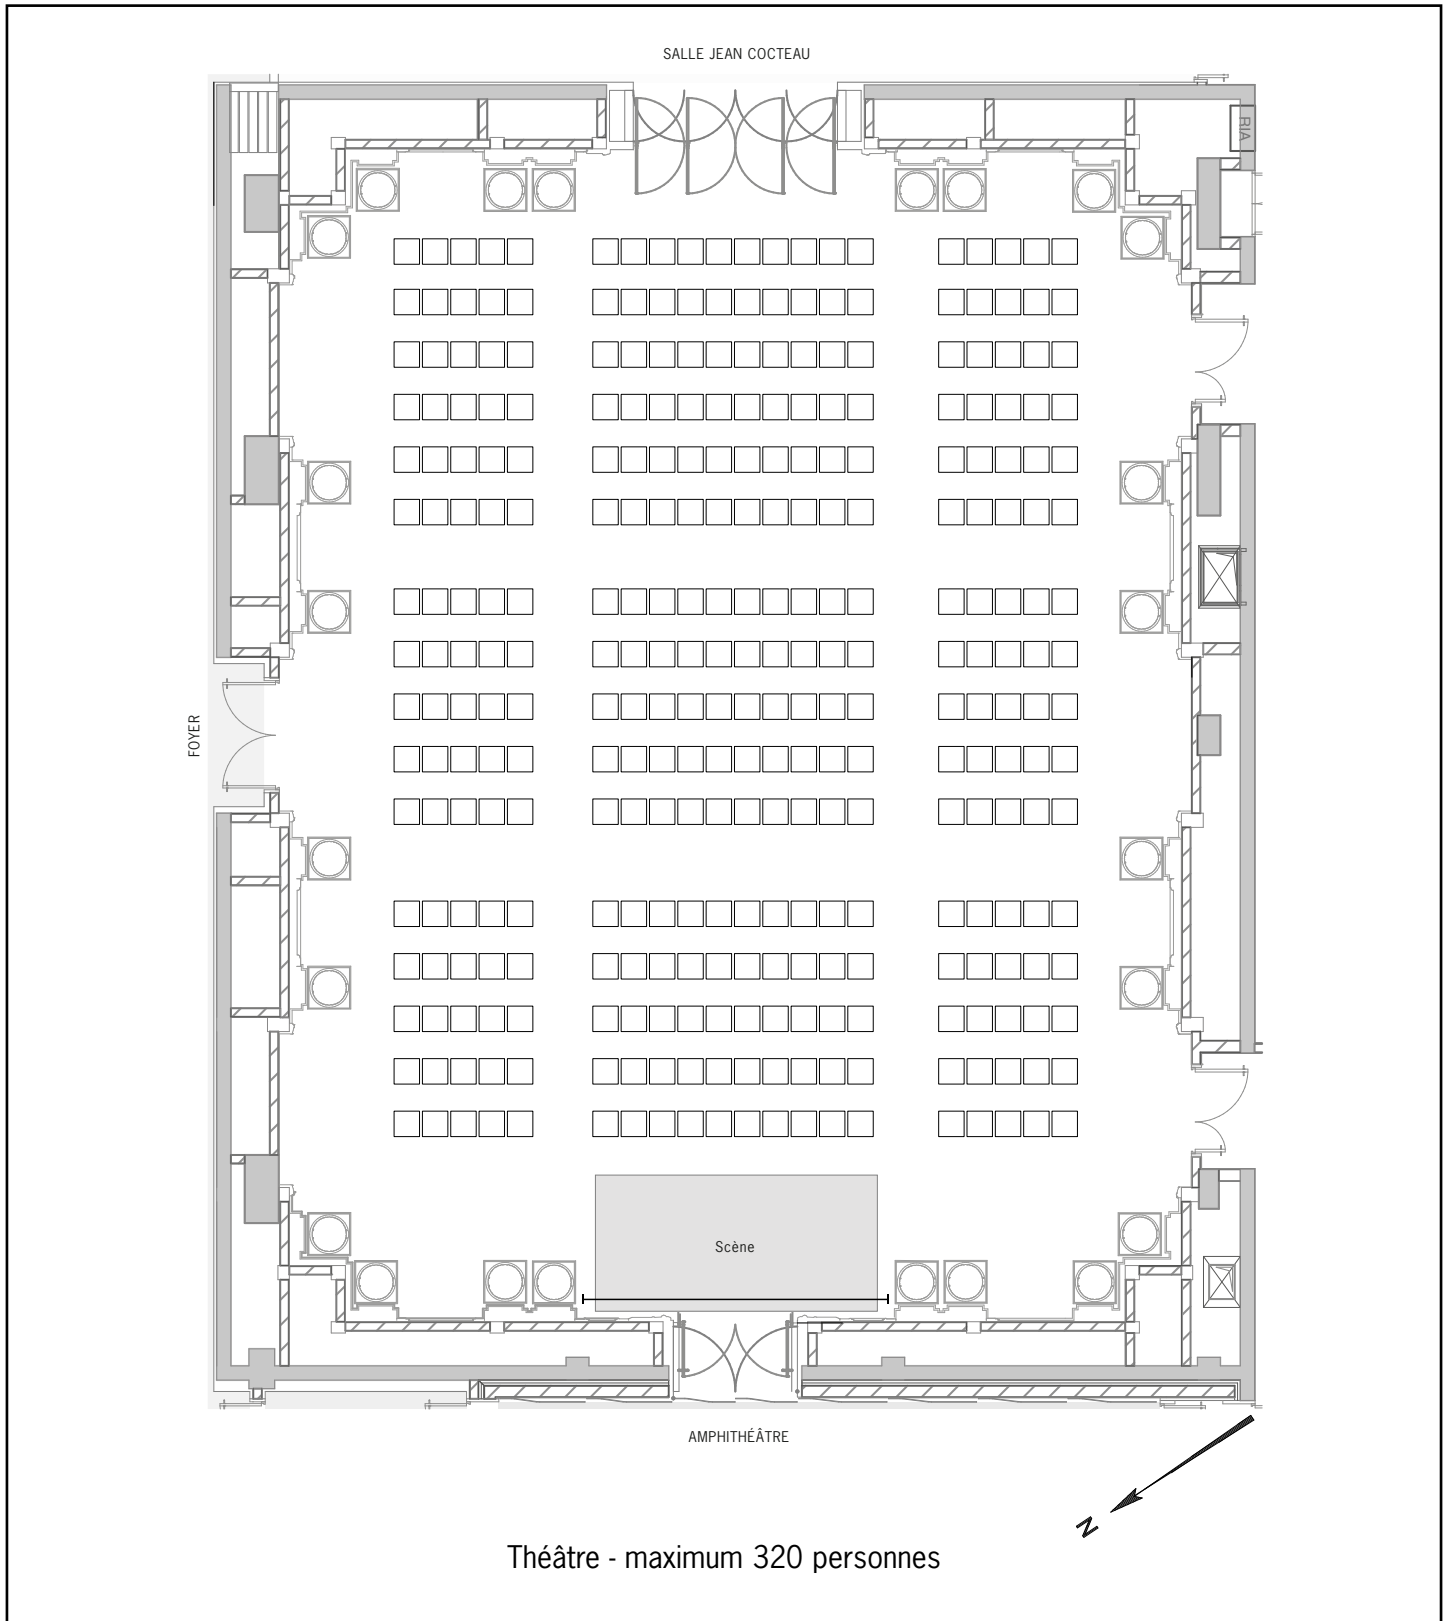 SALLE JEAN COCTEAU
RIA
FOYER
Scène
AMPHITHÉÂTRE
N
Théâtre - maximum 320 personnes